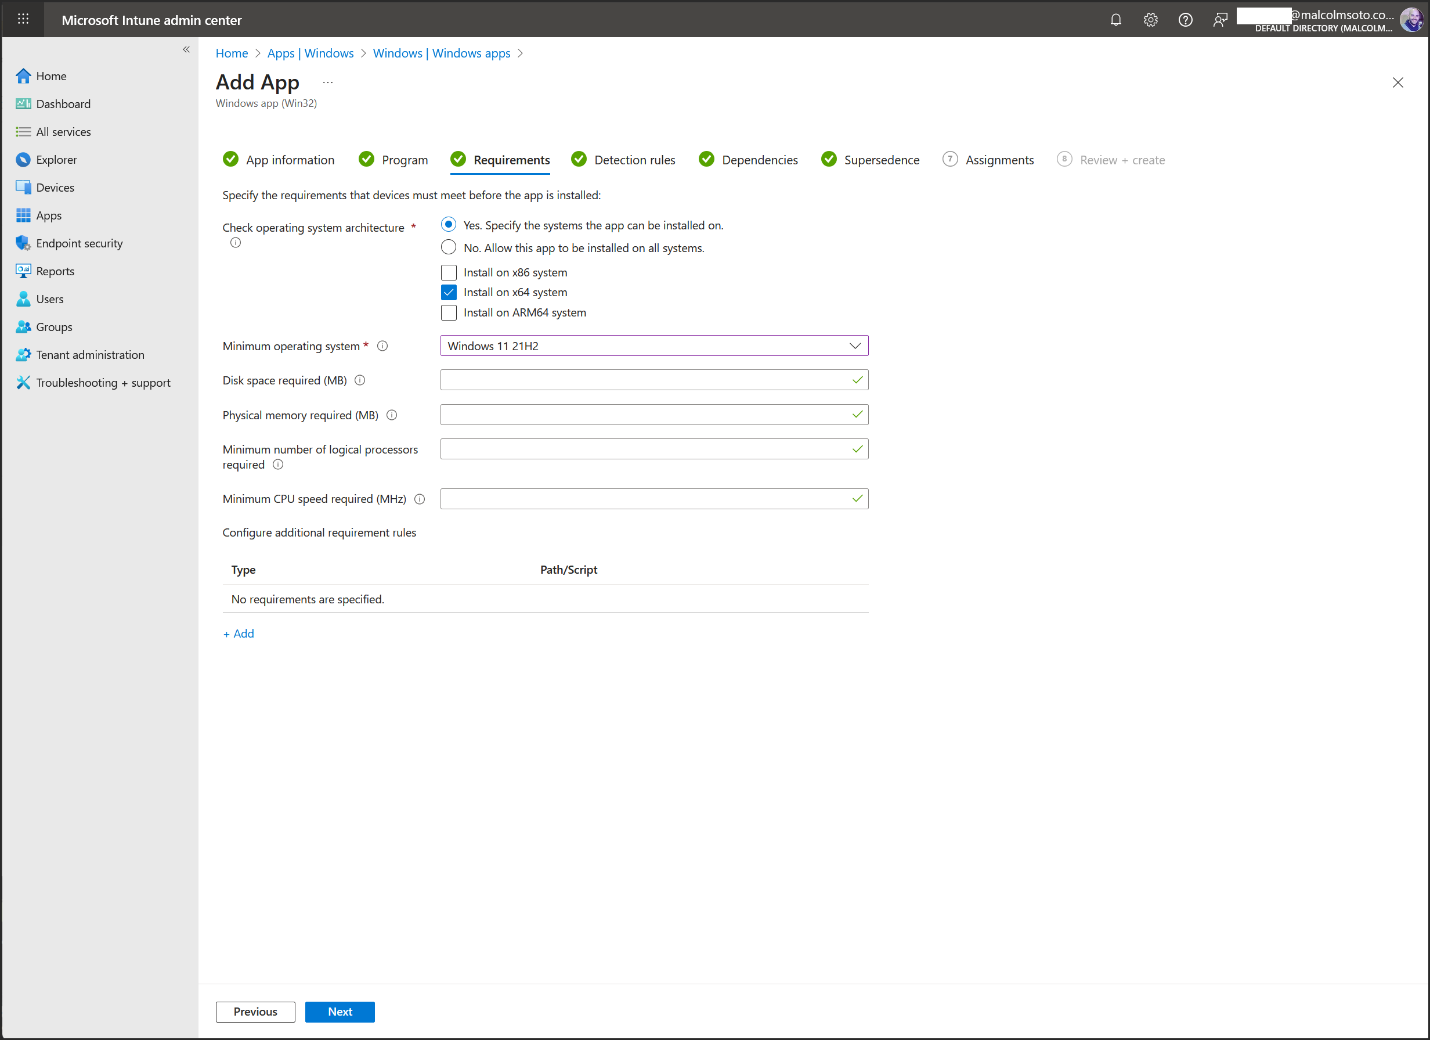 Microsoft Intune admin center
@malcolmsoto.co...
DEFAULT DIRECTORY (MALCOLM...
«
Home
Dashboard
All services
Explorer
Devices
Apps
Endpoint security
Reports
Users
Groups
Tenant administration
Troubleshooting + support
Home > Apps | Windows > Windows | Windows apps >
Add App ...
Windows app (Win32)
App information Program Requirements Detection rules Dependencies Supersedence 7 Assignments 8 Review + create
Specify the requirements that devices must meet before the app is installed:
Check operating system architecture *
Yes. Specify the systems the app can be installed on.
No. Allow this app to be installed on all systems.
Install on x86 system
Install on x64 system
Install on ARM64 system
Minimum operating system * Windows 11 21H2
Disk space required (MB)
Physical memory required (MB)
Minimum number of logical processors
required
Minimum CPU speed required (MHz)
Configure additional requirement rules
Type Path/Script
No requirements are specified.
+ Add
Previous Next